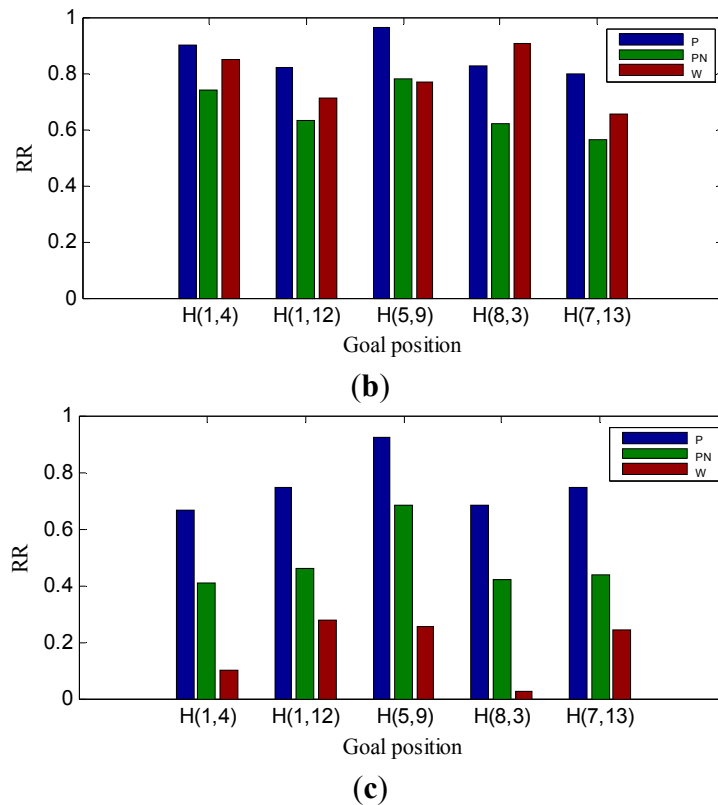 1
0.8
0.6
0.4
0.2
0
RR
P
PN
W
H(1,4) H(1,12) H(5,9) H(8,3) H(7,13)
Goal position
(b)
1
0.8
0.6
0.4
0.2
0
RR
P
PN
W
H(1,4) H(1,12) H(5,9) H(8,3) H(7,13)
Goal position
(c)